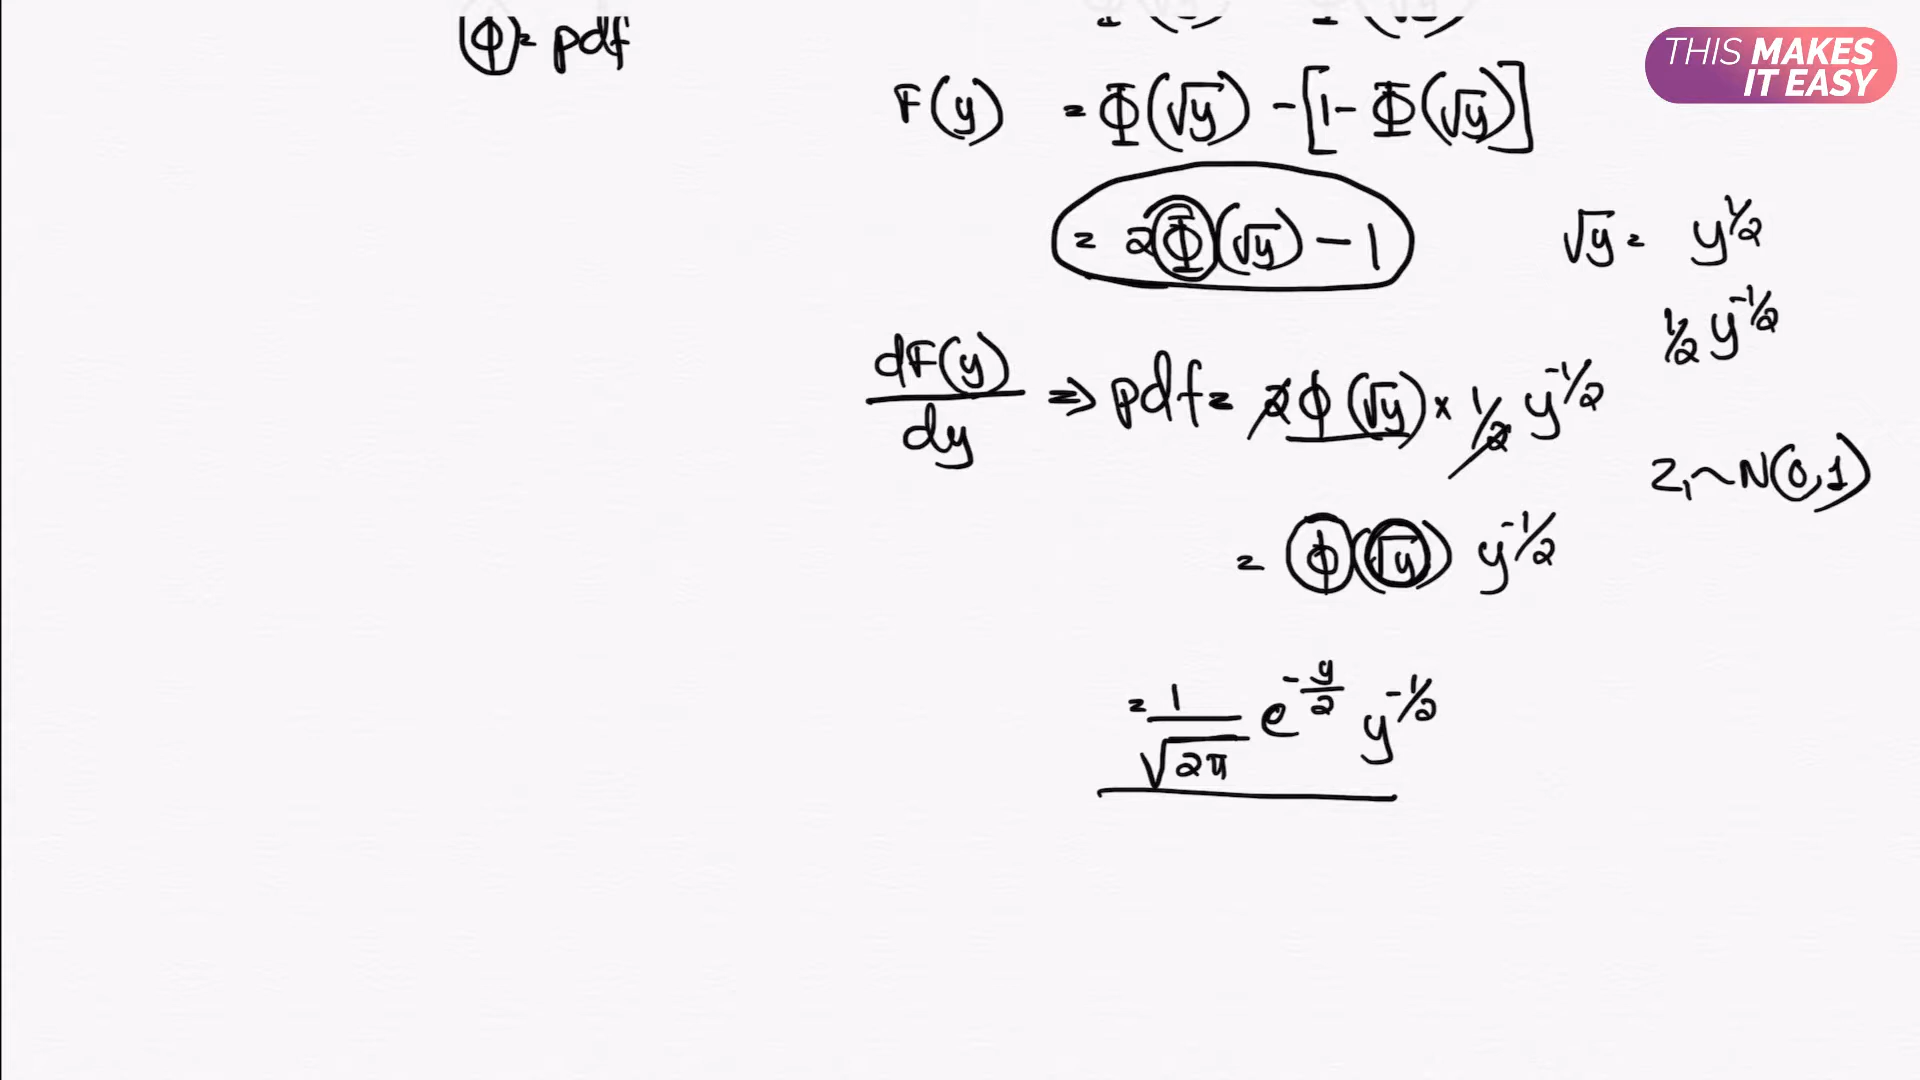 ϕ = pdf
THIS MAKES
IT EASY
F(y) = Φ(√y) - [1 - Φ(√y)]
= 2Φ(√y) - 1
√y = y^1/2
1/2 y^-1/2
dF(y)/dy ⇒ pdf = 2ϕ(√y) × 1/2 y^-1/2
Z₁ ~ N(0,1)
= ϕ(√y) y^-1/2
= 1/√2π e^-y/2 y^-1/2